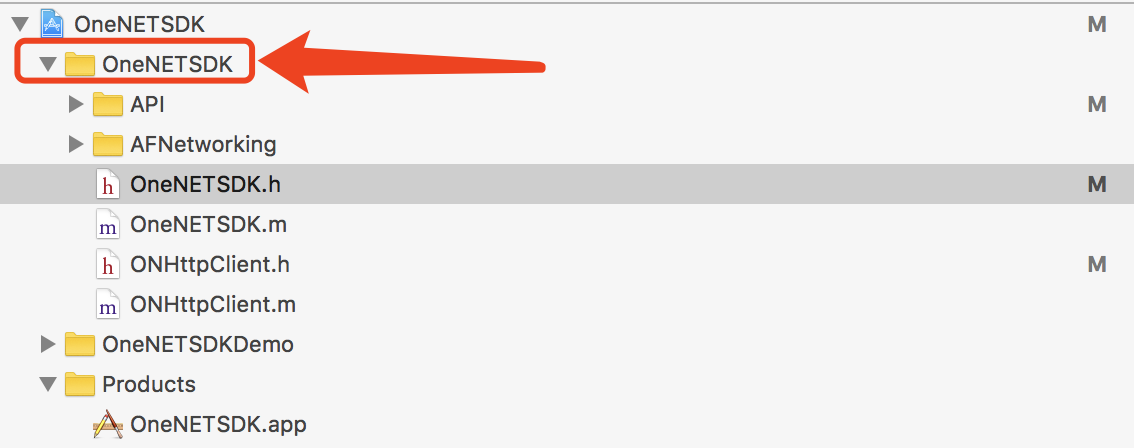 OneNETSDK M
OneNETSDK
API M
AFNetworking
h OneNETSDK.h M
m OneNETSDK.m
h ONHttpClient.h M
m ONHttpClient.m
OneNETSDKDemo
Products
OneNETSDK.app